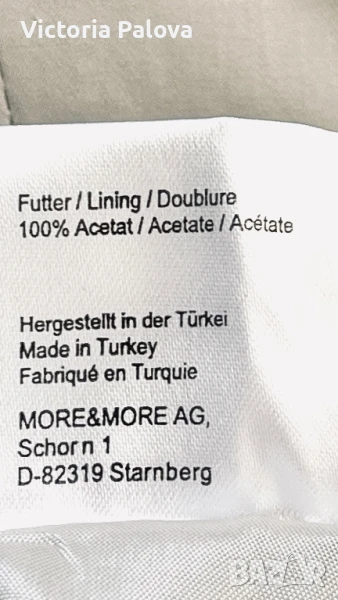 Victoria Palova
Futter / Lining / Doublure
100% Acetat / Acetate / Acétate
Hergestellt in der Türkei
Made in Turkey
Fabriqué en Turquie
MORE&MORE AG,
Schorn 1
D-82319 Starnberg
BAZAR